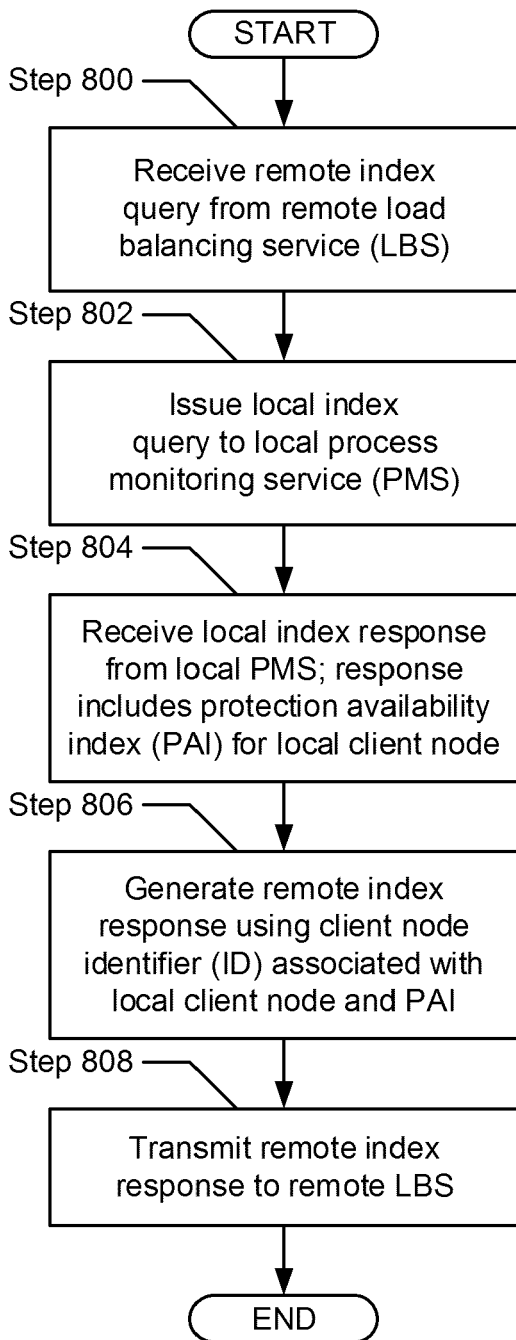 START
Step 800
Receive remote index
query from remote load
balancing service (LBS)
Step 802
Issue local index
query to local process
monitoring service (PMS)
Step 804
Receive local index response
from local PMS; response
includes protection availability
index (PAI) for local client node
Step 806
Generate remote index
response using client node
identifier (ID) associated with
local client node and PAI
Step 808
Transmit remote index
response to remote LBS
END